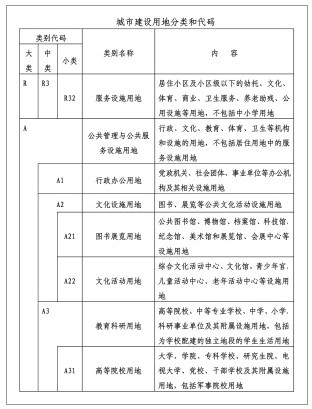 城市建设用地分类和代码
类别代码
类别名称
内 容
大类
中类
小类
R
R3
R32
服务设施用地
居住小区及小区级以下的幼托、文化、
体育、商业、卫生服务、养老助残、公
用设施等用地，不包括中小学用地
A
公共管理与公共服
务设施用地
行政、文化、教育、体育、卫生等机构
和设施的用地，不包括居住用地中的服
务设施用地
A1
行政办公用地
党政机关、社会团体、事业单位等办公机
构及其相关设施用地
A2
文化设施用地
图书、展览等公共文化活动设施用地
A21
图书展览用地
公共图书馆、博物馆、档案馆、科技馆、
纪念馆、美术馆和展览馆、会展中心等
设施用地
A22
文化活动用地
综合文化活动中心、文化馆、青少年宫、
儿童活动中心、老年活动中心等设施用
地
A3
教育科研用地
高等院校、中等专业学校、中学、小学、
科研事业单位及其附属设施用地，包括
为学校配建的独立地段的学生生活用地
A31
高等院校用地
大学、学院、专科学校、研究生院、电
视大学、党校、干部学校及其附属设施
用地，包括军事院校用地